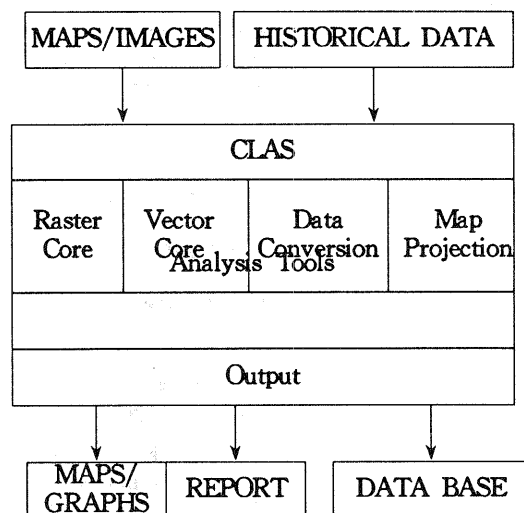 MAPS/IMAGES
HISTORICAL DATA
CLAS
Raster
Core
Vector
Core
Data
Conversion
Map
Projection
Analysis Tools
Output
MAPS/
GRAPHS
REPORT
DATA BASE